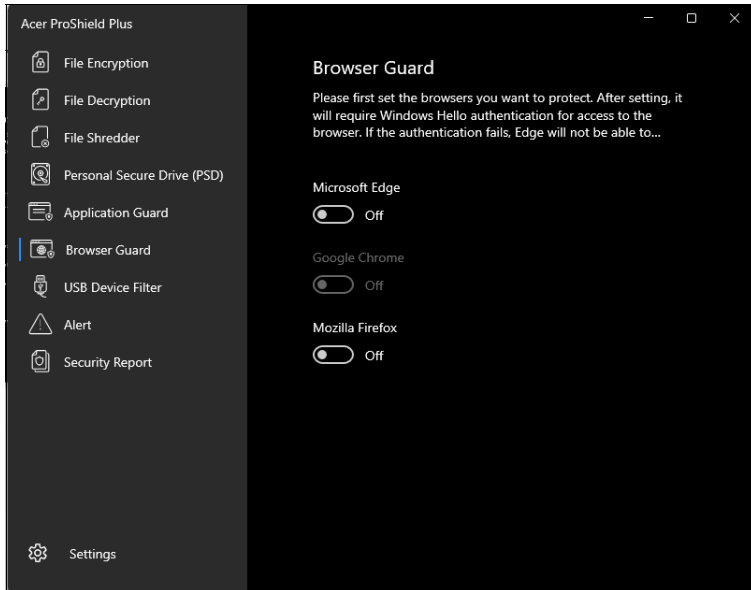 Acer ProShield Plus
File Encryption
File Decryption
File Shredder
Personal Secure Drive (PSD)
Application Guard
Browser Guard
USB Device Filter
Alert
Security Report
Settings
Browser Guard
Please first set the browsers you want to protect. After setting, it
will require Windows Hello authentication for access to the
browser. If the authentication fails, Edge will not be able to...
Microsoft Edge
Off
Google Chrome
Off
Mozilla Firefox
Off